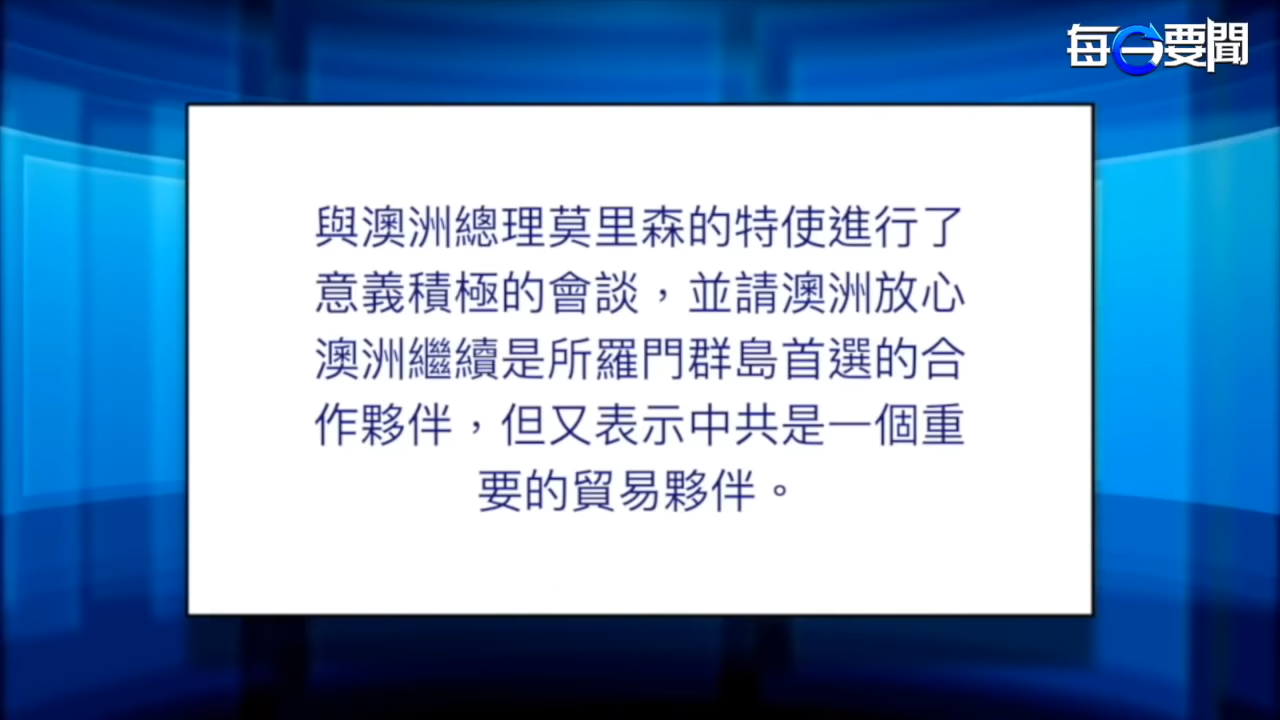 每日要聞
與澳洲總理莫里森的特使進行了
意義積極的會談，並請澳洲放心
澳洲繼續是所羅門群島首選的合
作夥伴，但又表示中共是一個重
要的貿易夥伴。